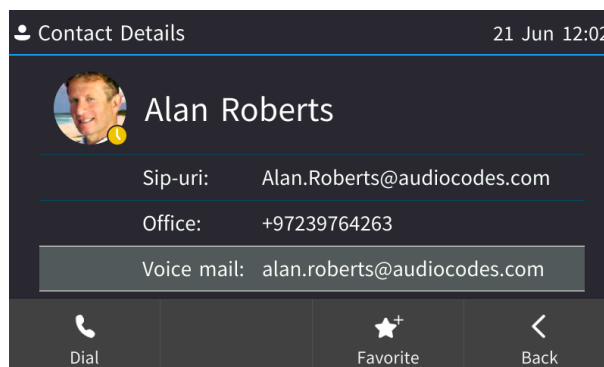 Contact Details 21 Jun 12:02
Alan Roberts
Sip-uri: Alan.Roberts@audiocodes.com
Office: +97239764263
Voice mail: alan.roberts@audiocodes.com
Dial Favorite Back